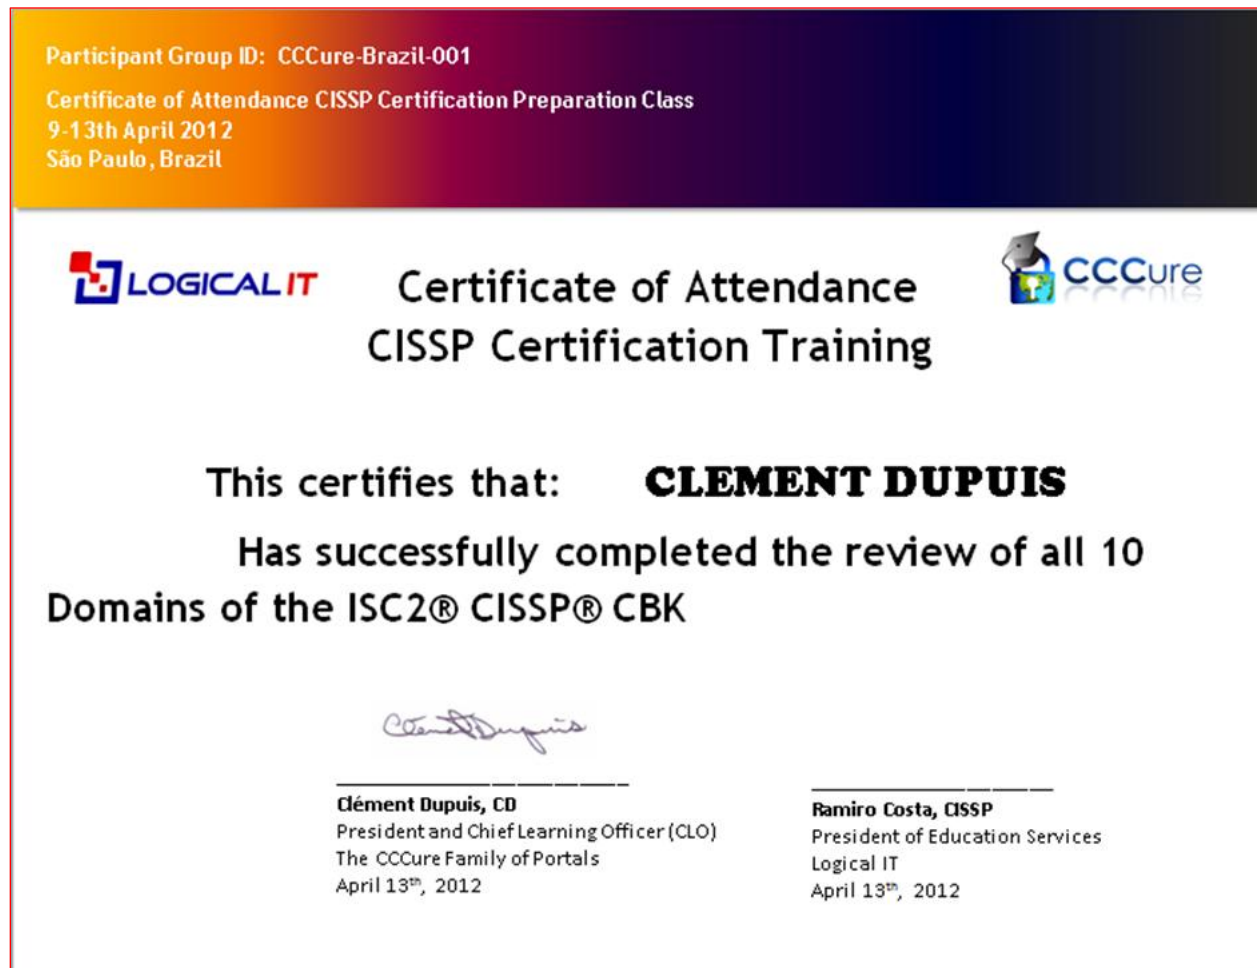 Participant Group ID: CCCure-Brazil-001
Certificate of Attendance CISSP Certification Preparation Class
9-13th April 2012
São Paulo, Brazil
LOGICAL IT
CCCure
Certificate of Attendance
CISSP Certification Training
This certifies that: CLEMENT DUPUIS
Has successfully completed the review of all 10
Domains of the ISC2® CISSP® CBK
Clement Dupuis
Clément Dupuis, CD
President and Chief Learning Officer (CLO)
The CCCure Family of Portals
April 13th, 2012
Ramiro Costa, CISSP
President of Education Services
Logical IT
April 13th, 2012